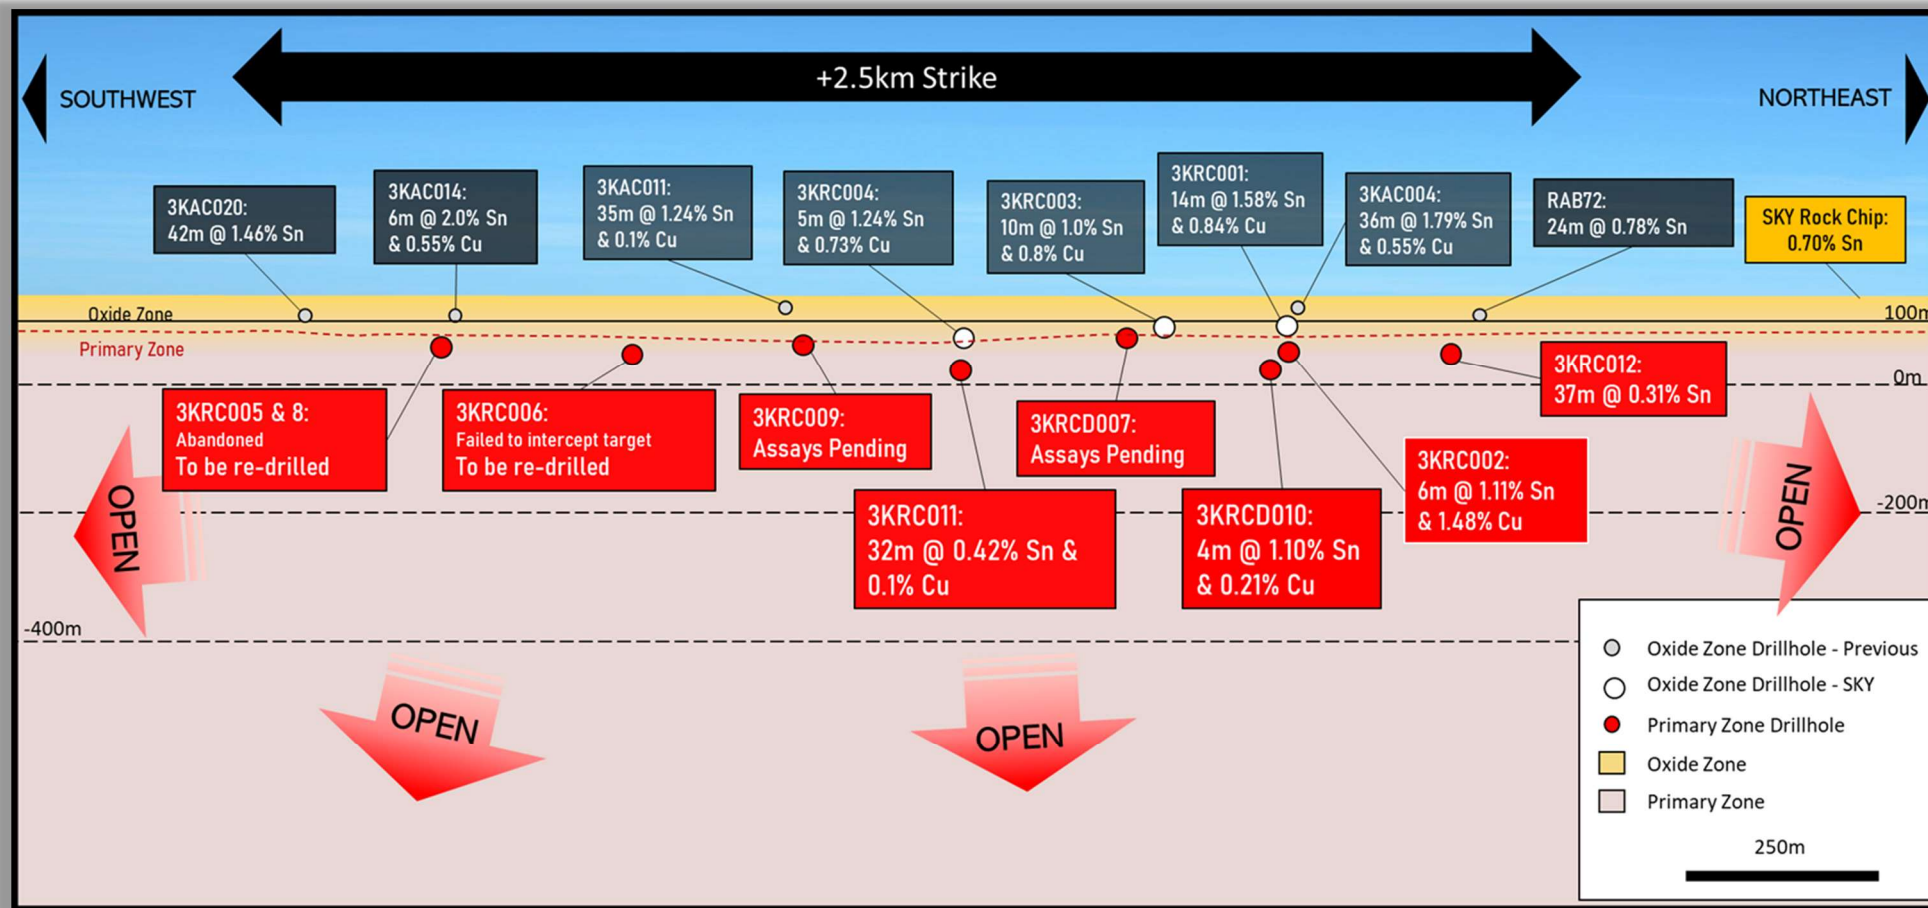 +2.5km Strike
SOUTHWEST
NORTHEAST
3KAC020:
42m @ 1.46% Sn
3KAC014:
6m @ 2.0% Sn
& 0.55% Cu
3KAC011:
35m @ 1.24% Sn
& 0.1% Cu
3KRC004:
5m @ 1.24% Sn
& 0.73% Cu
3KRC003:
10m @ 1.0% Sn
& 0.8% Cu
3KRC001:
14m @ 1.58% Sn
& 0.84% Cu
3KAC004:
36m @ 1.79% Sn
& 0.55% Cu
RAB72:
24m @ 0.78% Sn
SKY Rock Chip:
0.70% Sn
Oxide Zone
100m
Primary Zone
0m
3KRC005 & 8:
Abandoned
To be re-drilled
3KRC006:
Failed to intercept target
To be re-drilled
3KRC009:
Assays Pending
3KRC011:
32m @ 0.42% Sn &
0.1% Cu
3KRCD007:
Assays Pending
3KRCD010:
4m @ 1.10% Sn
& 0.21% Cu
3KRC002:
6m @ 1.11% Sn
& 1.48% Cu
3KRC012:
37m @ 0.31% Sn
-200m
OPEN
OPEN
-400m
OPEN
OPEN
Oxide Zone Drillhole - Previous
Oxide Zone Drillhole - SKY
Primary Zone Drillhole
Oxide Zone
Primary Zone
250m